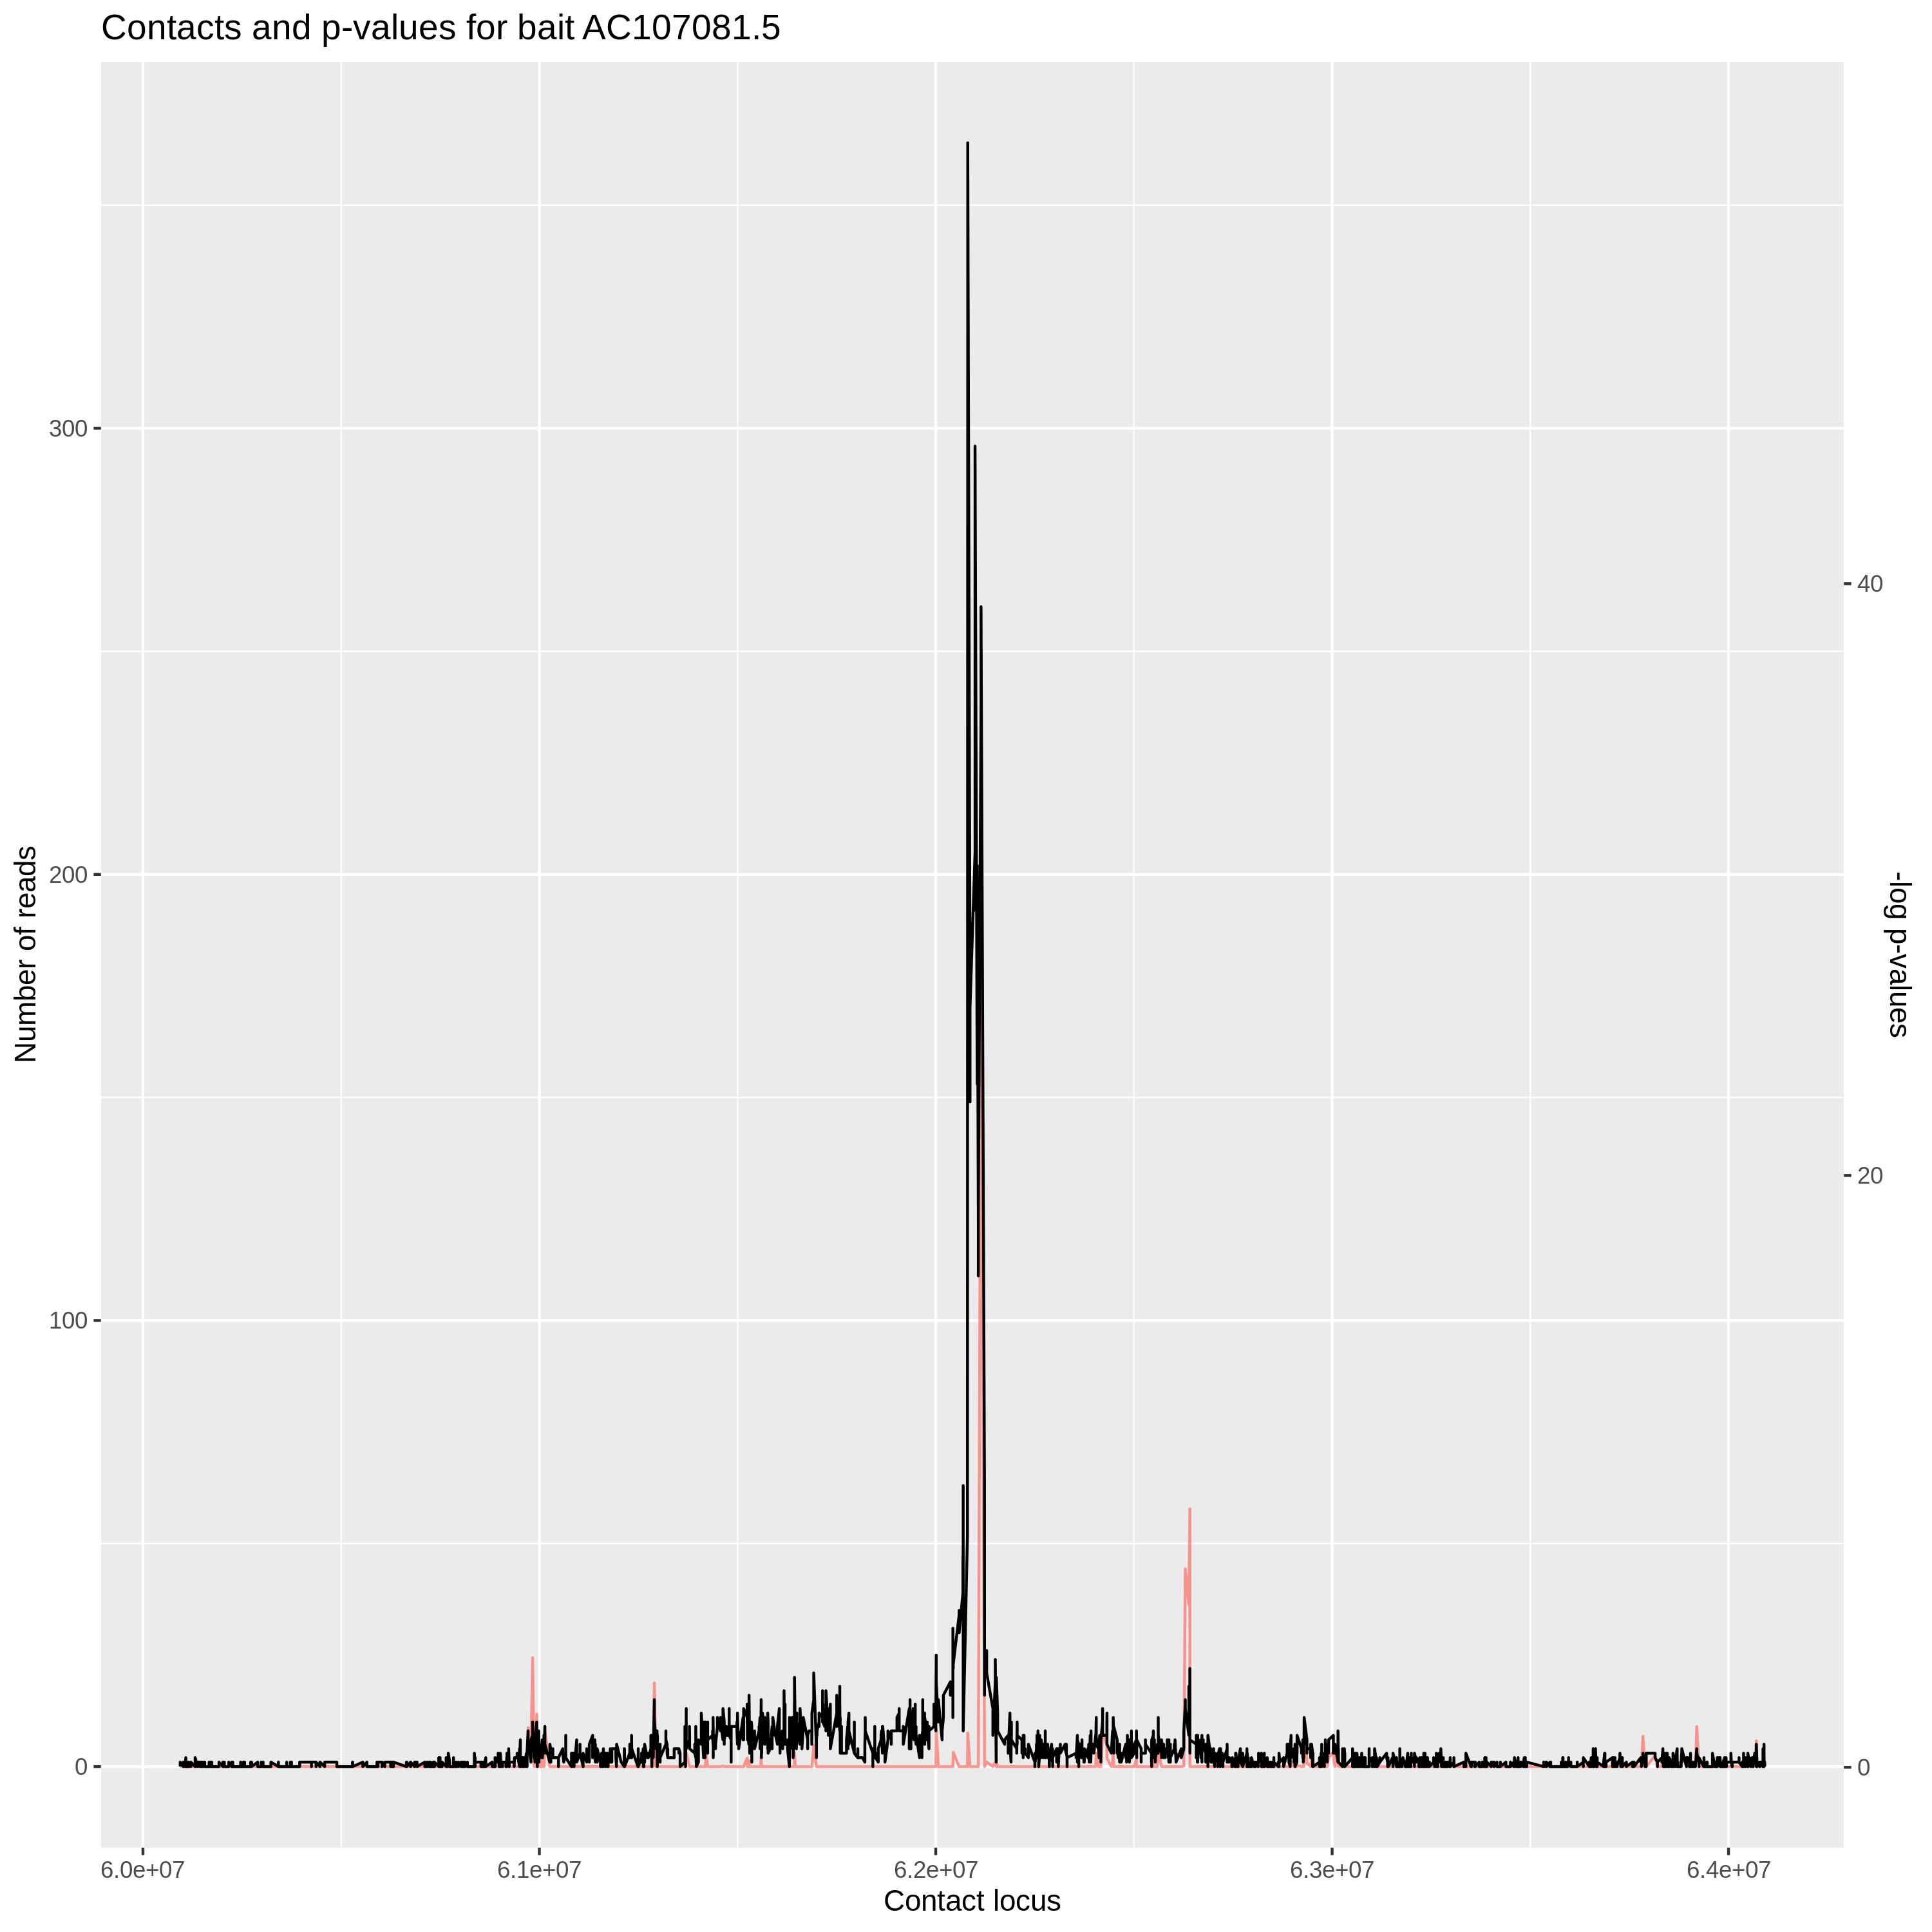 Contacts and p-values for bait AC107081.5
300
200
100
0
Number of reads
40
20
0
-log p-values
6.0e+07
6.1e+07
6.2e+07
6.3e+07
6.4e+07
Contact locus